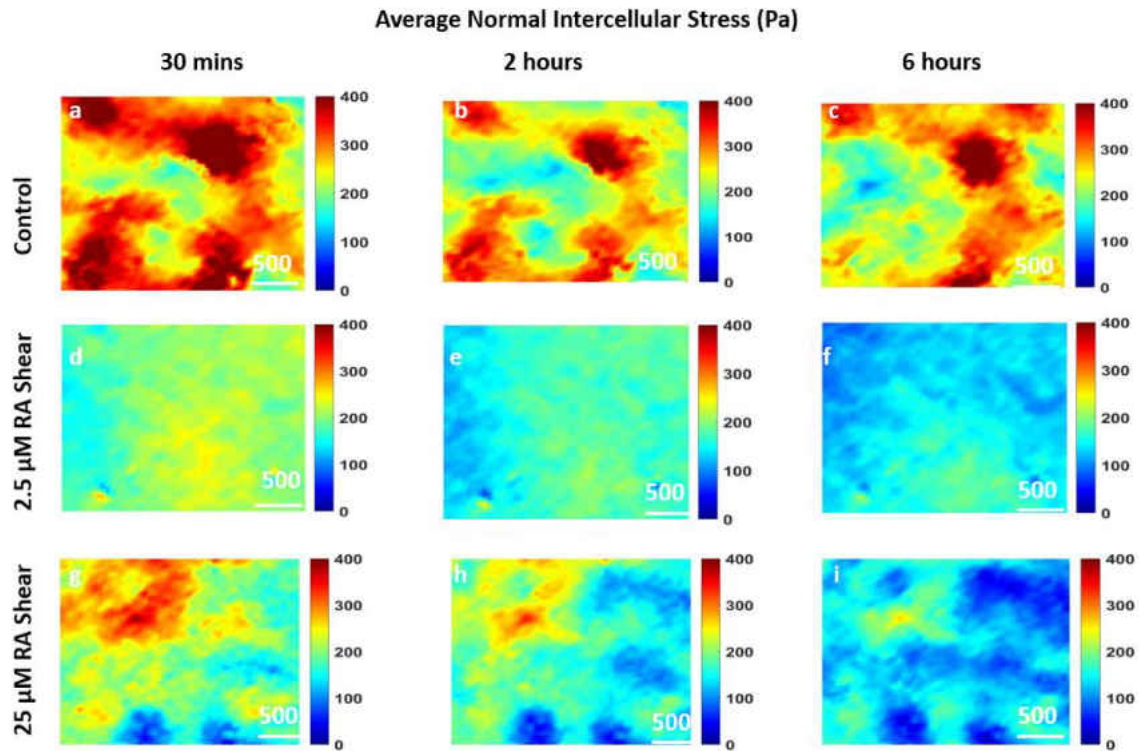 Average Normal Intercellular Stress (Pa)
30 mins 2 hours 6 hours
Control
a 500 400 300 200 100 0
b 500 400 300 200 100 0
c 400 300 200 100 0
2.5 µM RA Shear
d 500 400 300 200 100 0
e 500 400 300 200 100 0
f 500 400 300 200 100 0
25 µM RA Shear
g 500 400 300 200 100 0
h 500 400 300 200 100 0
i 500 400 300 200 100 0